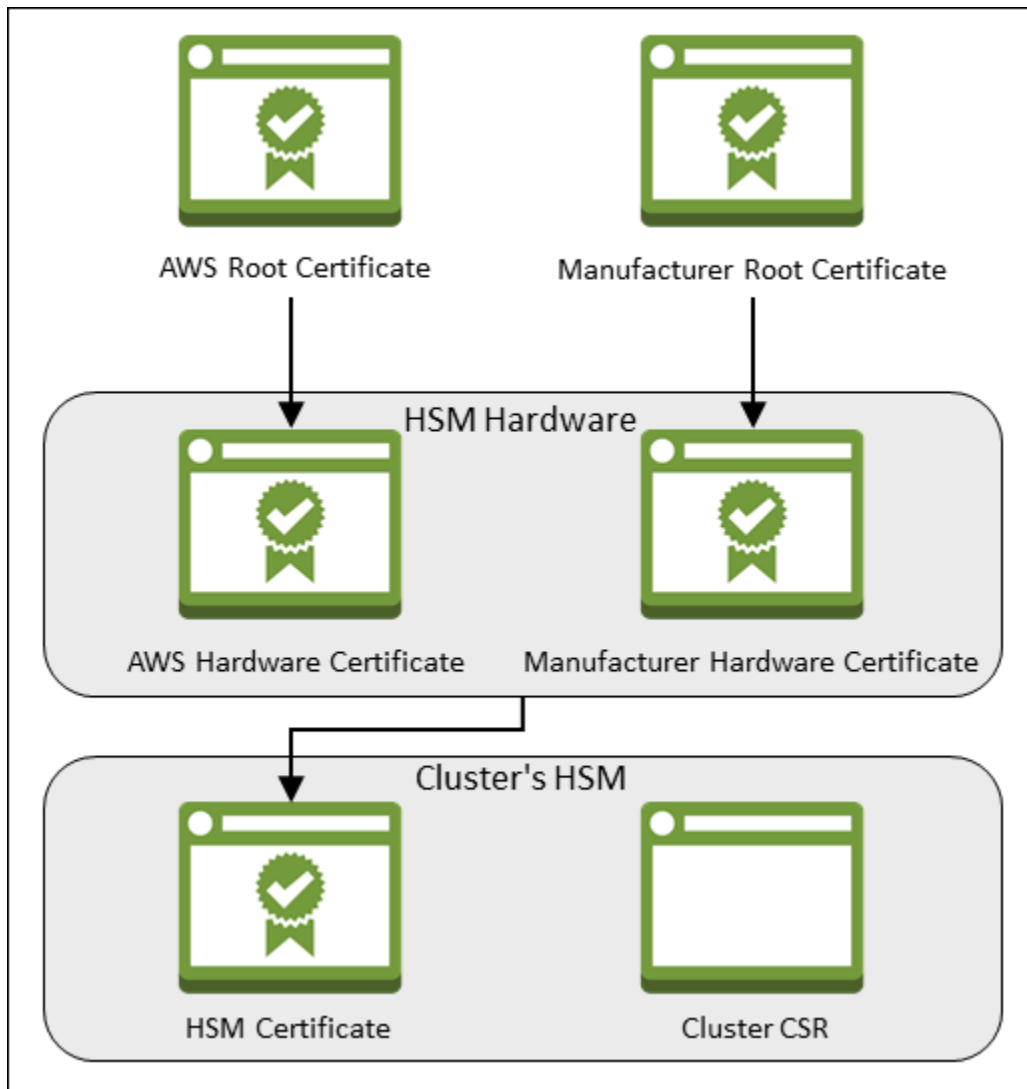 AWS Root Certificate
Manufacturer Root Certificate
HSM Hardware
AWS Hardware Certificate
Manufacturer Hardware Certificate
Cluster's HSM
HSM Certificate
Cluster CSR